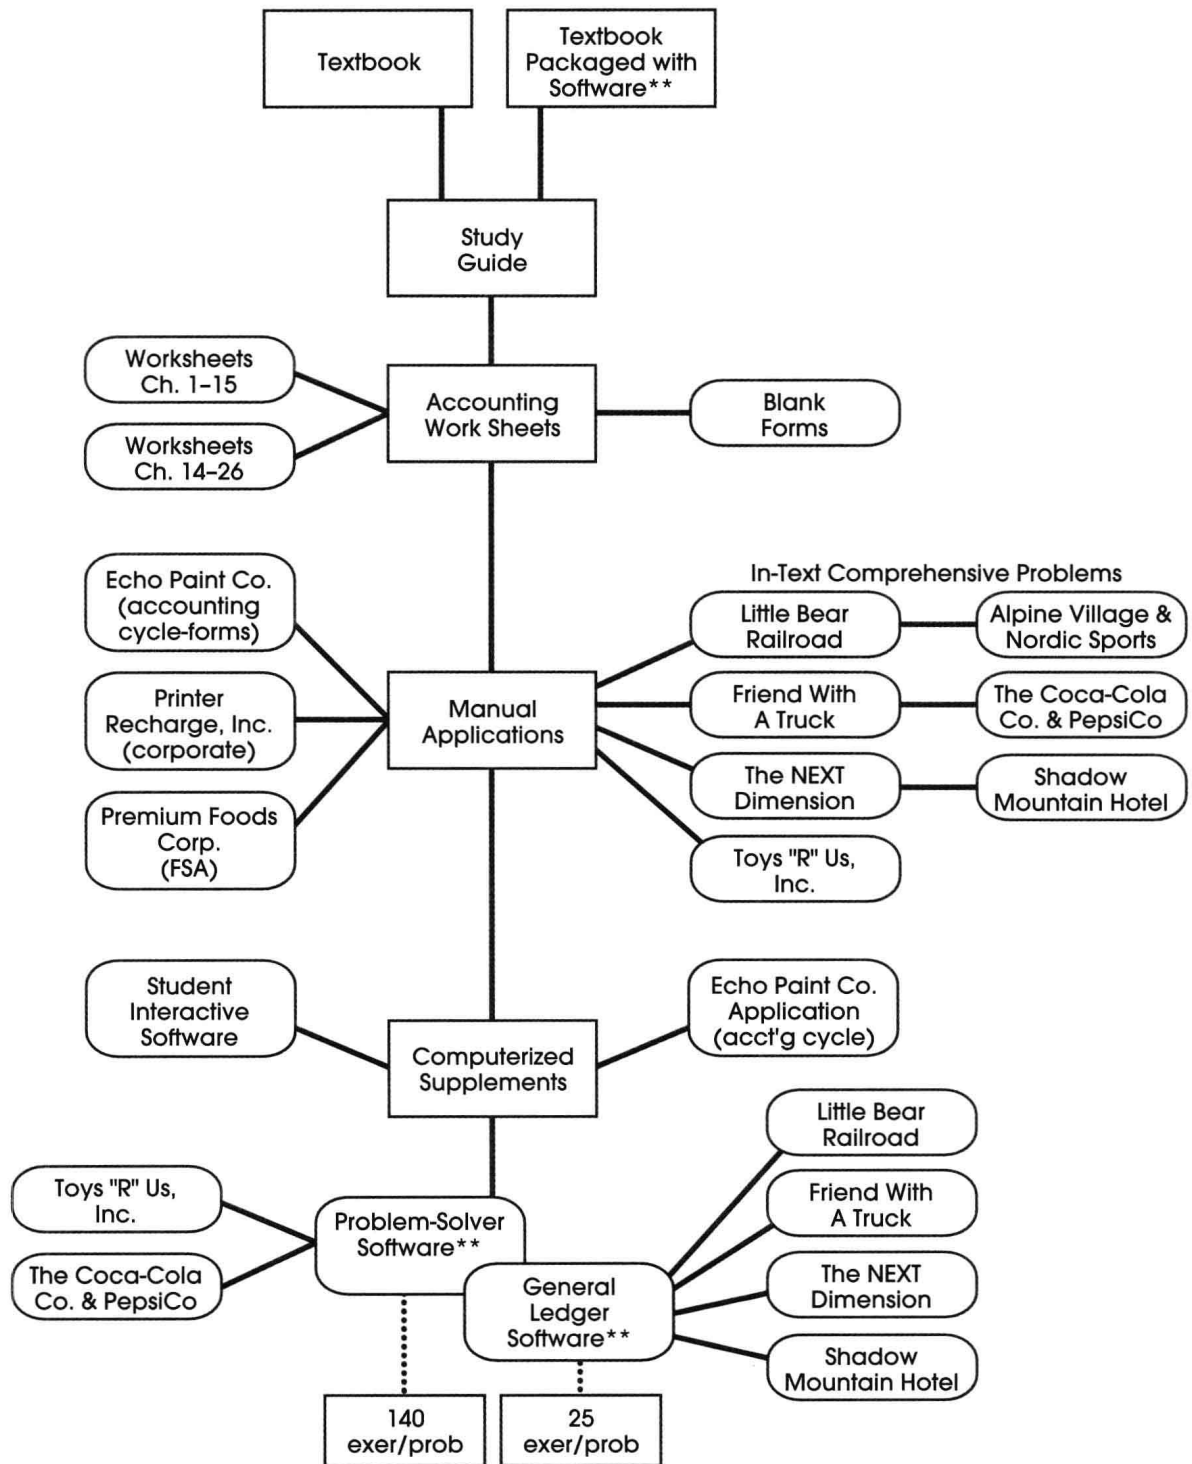 Textbook
Textbook
Packaged with
Software**
Study
Guide
Worksheets
Ch. 1–15
Worksheets
Ch. 14–26
Accounting
Work Sheets
Blank
Forms
Echo Paint Co.
(accounting
cycle-forms)
Printer
Recharge, Inc.
(corporate)
Premium Foods
Corp.
(FSA)
Manual
Applications
In-Text Comprehensive Problems
Little Bear
Railroad
Alpine Village &
Nordic Sports
Friend With
A Truck
The Coca-Cola
Co. & PepsiCo
The NEXT
Dimension
Shadow
Mountain Hotel
Toys "R" Us,
Inc.
Student
Interactive
Software
Computerized
Supplements
Echo Paint Co.
Application
(acct'g cycle)
Toys "R" Us,
Inc.
The Coca-Cola
Co. & PepsiCo
Problem-Solver
Software**
General
Ledger
Software**
Little Bear
Railroad
Friend With
A Truck
The NEXT
Dimension
Shadow
Mountain Hotel
140
exer/prob
25
exer/prob